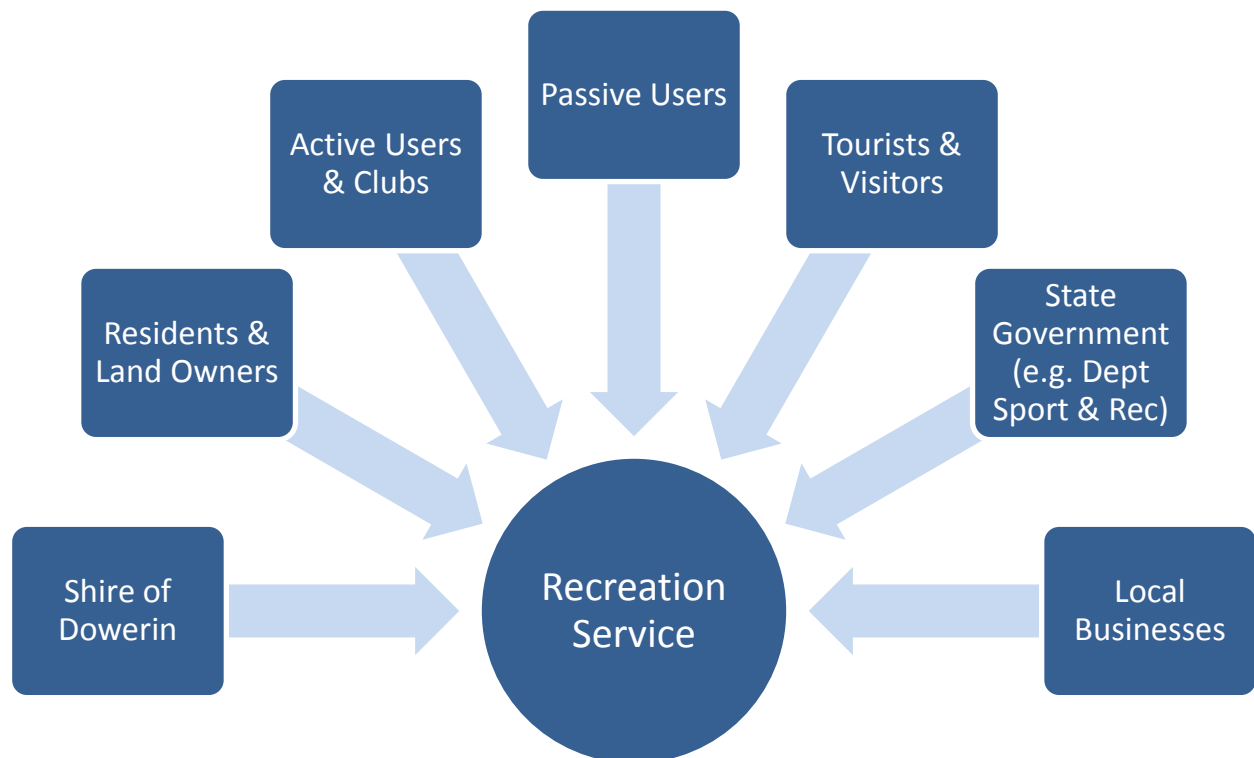 Passive Users
Active Users
& Clubs
Tourists &
Visitors
Residents &
Land Owners
State
Government
(e.g. Dept
Sport & Rec)
Shire of
Dowerin
Recreation
Service
Local
Businesses